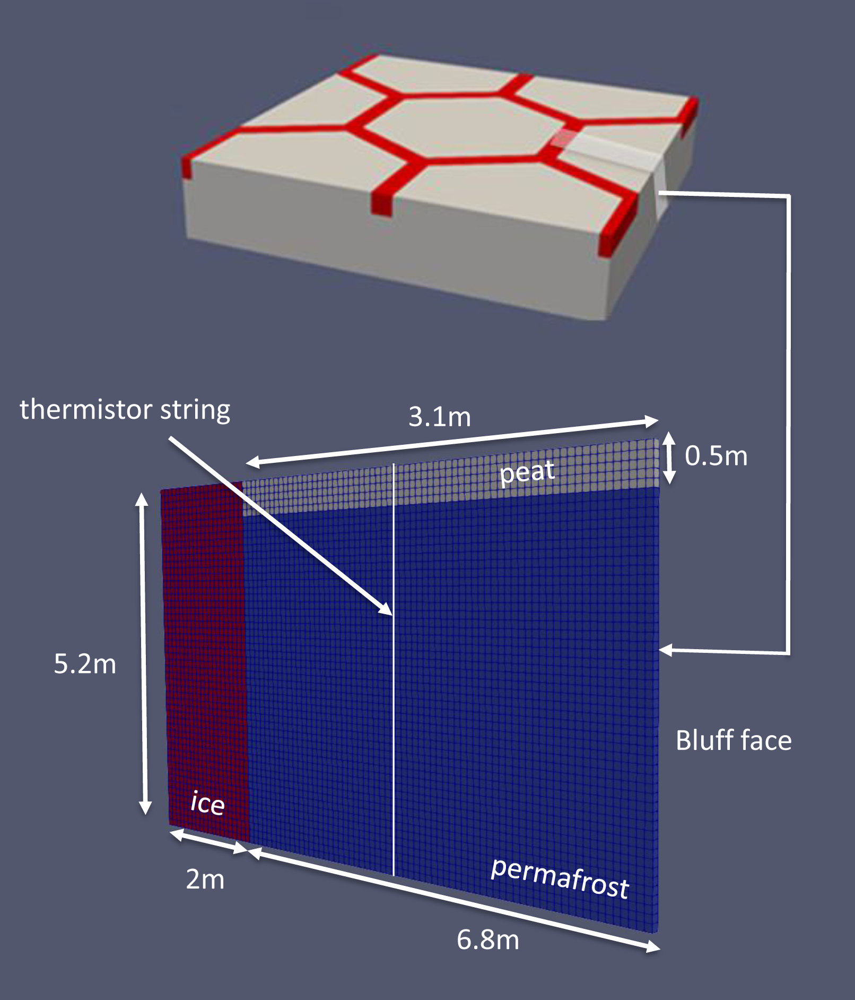 thermistor string
3.1m
0.5m
peat
5.2m
Bluff face
ice
permafrost
2m
6.8m